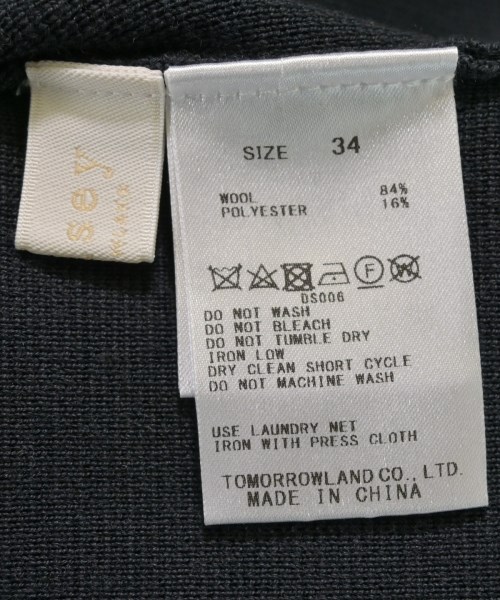 sey
SIZE 34
WOOL 84%
POLYESTER 16%
F W
DS006
DO NOT WASH
DO NOT BLEACH
DO NOT TUMBLE DRY
IRON LOW
DRY CLEAN SHORT CYCLE
DO NOT MACHINE WASH
USE LAUNDRY NET
IRON WITH PRESS CLOTH
TOMORROWLAND CO., LTD.
MADE IN CHINA